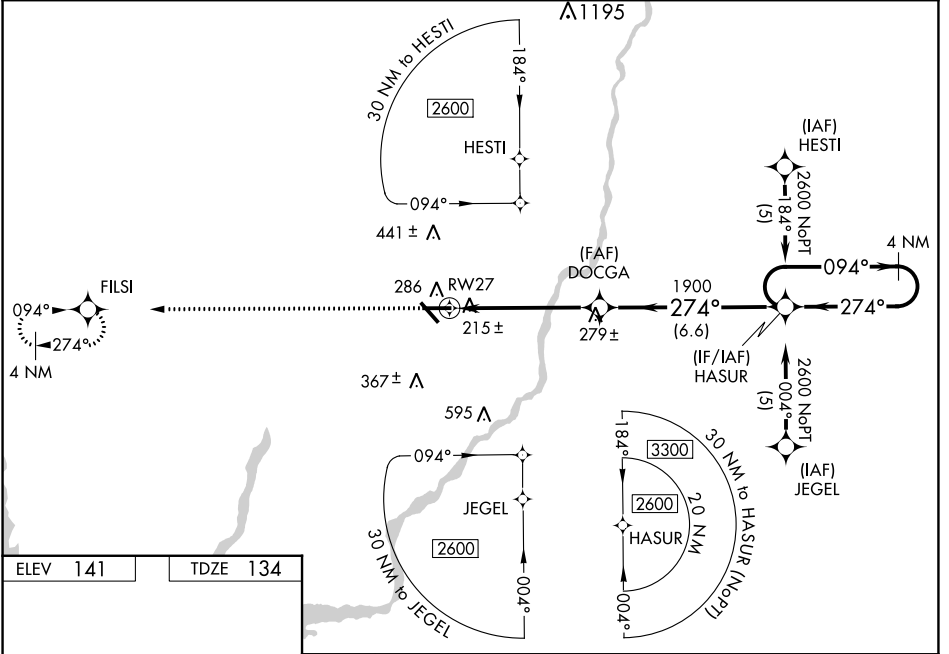 1195
30 NM to HESTI
184°
2600
HESTI
094°
441 ±
(IAF)
HESTI
2600 NoPT
184°
(5)
4 NM
094°
274°
(FAF)
DOCGA
1900
274°
(6.6)
279 ±
(IF/IAF)
HASUR
286
RW27
215 ±
FILSI
094°
274°
4 NM
367 ±
595
2600 NoPT
004°
(5)
(IAF)
JEGEL
094°
JEGEL
2600
004°
30 NM to JEGEL
184°
3300
2600
HASUR
20 NM
30 NM to HASUR (NoPT)
004°
ELEV 141
TDZE 134